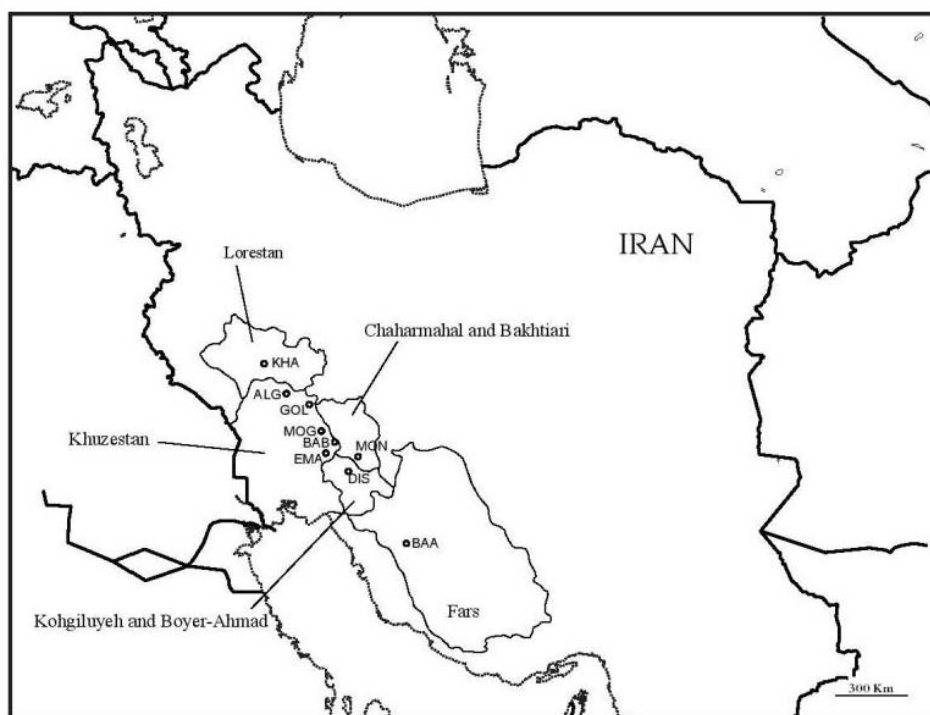 IRAN
Lorestan
Chaharmahal and Bakhtiari
KHA
ALG
GOL
MOG
Khuzestan
BAB
MON
EMA
DIS
BAA
Fars
Kohgiluyeh and Boyer-Ahmad
300 Km